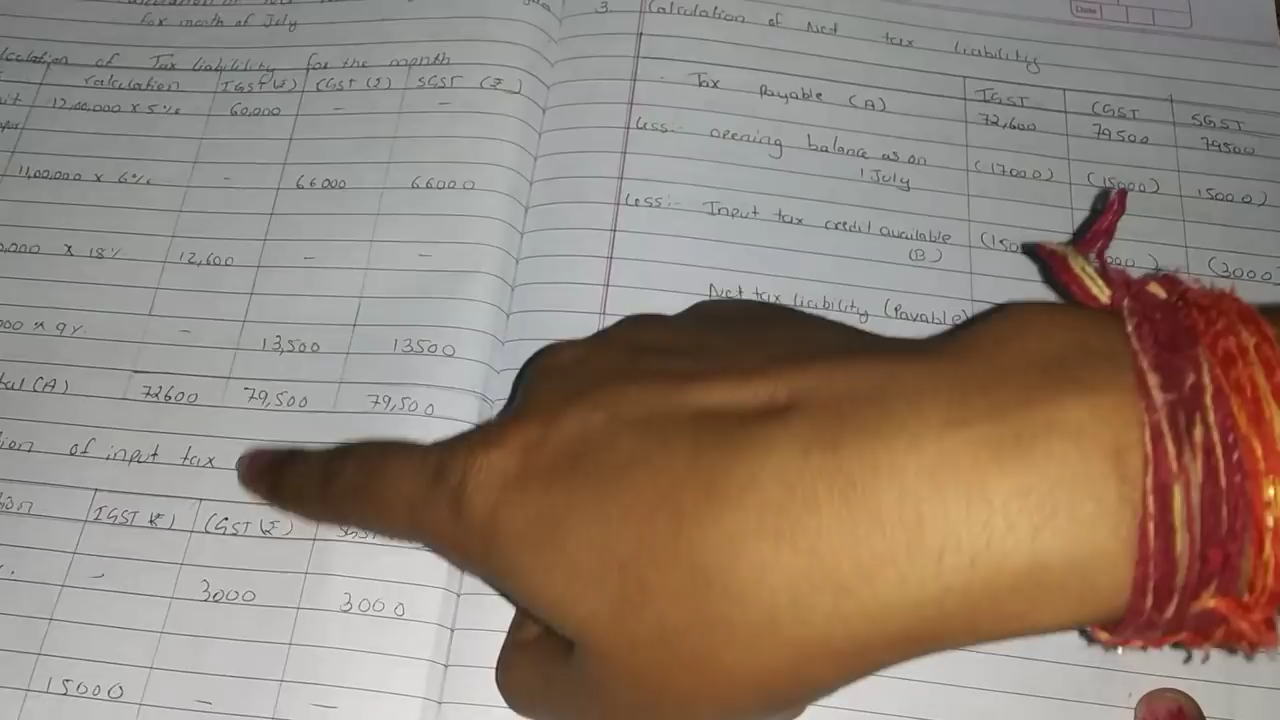 for month of July
Calculation of Tax liability for the month
Calculation IGST (₹) CGST (₹) SGST (₹)
12,00,000 x 5% 60,000 - -
11,00,000 x 6% - 66000 66000
x 18% 12,600 - -
000 x 9% - 13,500 13500
(A) 72600 79,500 79,500
of input tax
IGST (₹) CGST (₹)
- 3000 3000
15000 - -
3. Calculation of Net tax liability
Date
IGST CGST SGST
Tax Payable (A) 72,600 79500 79500
Less:- opening balance as on (17000) (15000) 15000)
1 July
Less:- Input tax credit available (3000
(B)
Net tax liability (Payable)